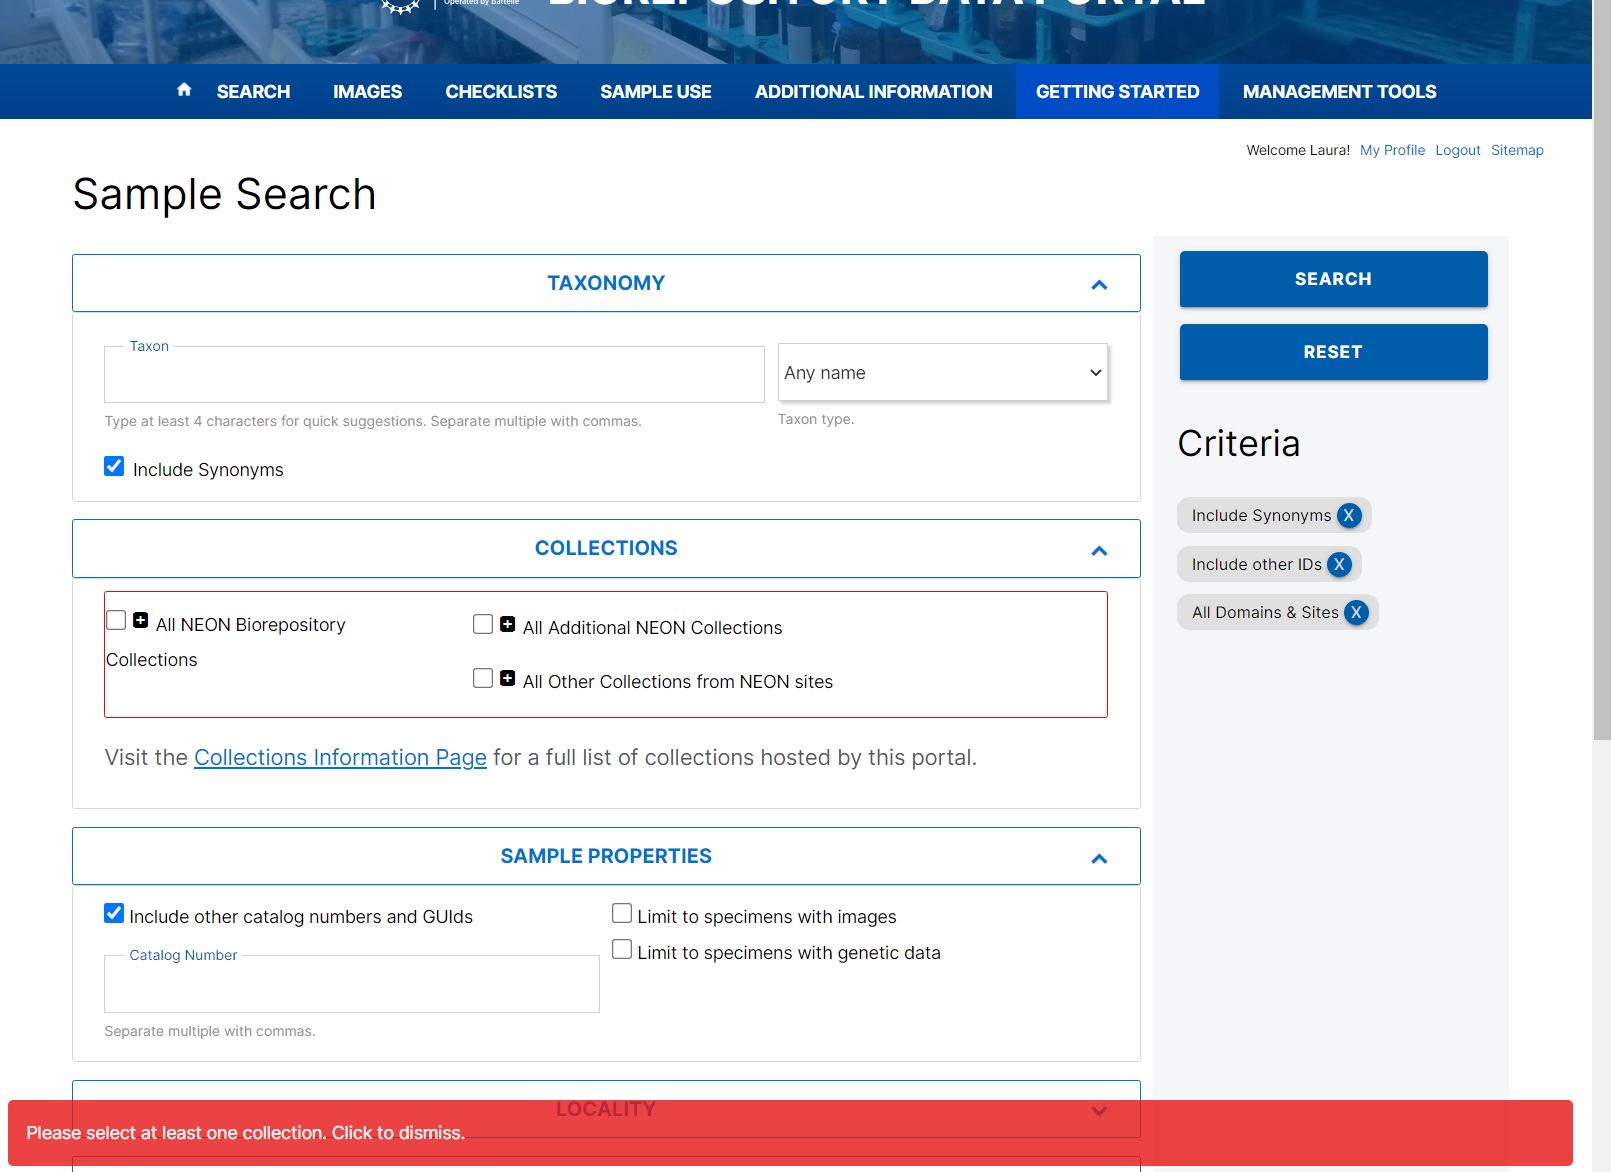 Operated by Battelle
BIOREPOSITORY DATA PORTAL
SEARCH IMAGES CHECKLISTS SAMPLE USE ADDITIONAL INFORMATION GETTING STARTED MANAGEMENT TOOLS
Welcome Laura! My Profile Logout Sitemap
Sample Search
TAXONOMY
Taxon
Any name
Type at least 4 characters for quick suggestions. Separate multiple with commas.
Taxon type.
Include Synonyms
COLLECTIONS
All NEON Biorepository
Collections
All Additional NEON Collections
All Other Collections from NEON sites
Visit the Collections Information Page for a full list of collections hosted by this portal.
SAMPLE PROPERTIES
Include other catalog numbers and GUIds
Limit to specimens with images
Limit to specimens with genetic data
Catalog Number
Separate multiple with commas.
LOCALITY
Please select at least one collection. Click to dismiss.
SEARCH
RESET
Criteria
Include Synonyms X
Include other IDs X
All Domains & Sites X